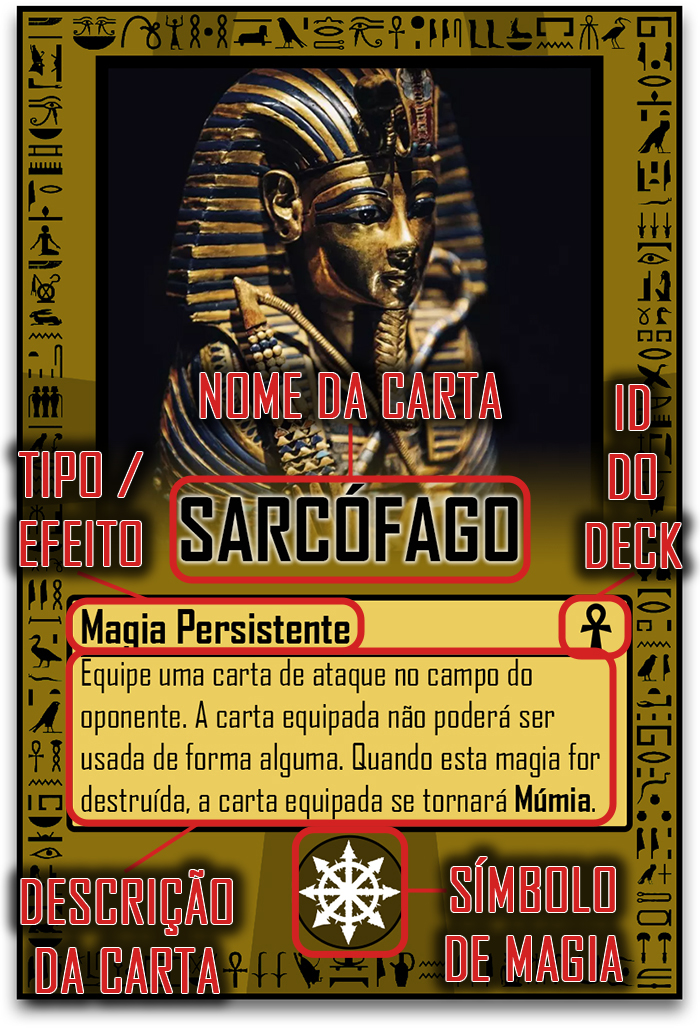 NOME DA CARTA
ID
DO
DECK
TIPO /
EFEITO
SARCÓFAGO
Magia Persistente
Equipe uma carta de ataque no campo do
oponente. A carta equipada não poderá ser
usada de forma alguma. Quando esta magia for
destruída, a carta equipada se tornará Múmia.
DESCRIÇÃO
DA CARTA
SÍMBOLO
DE MAGIA